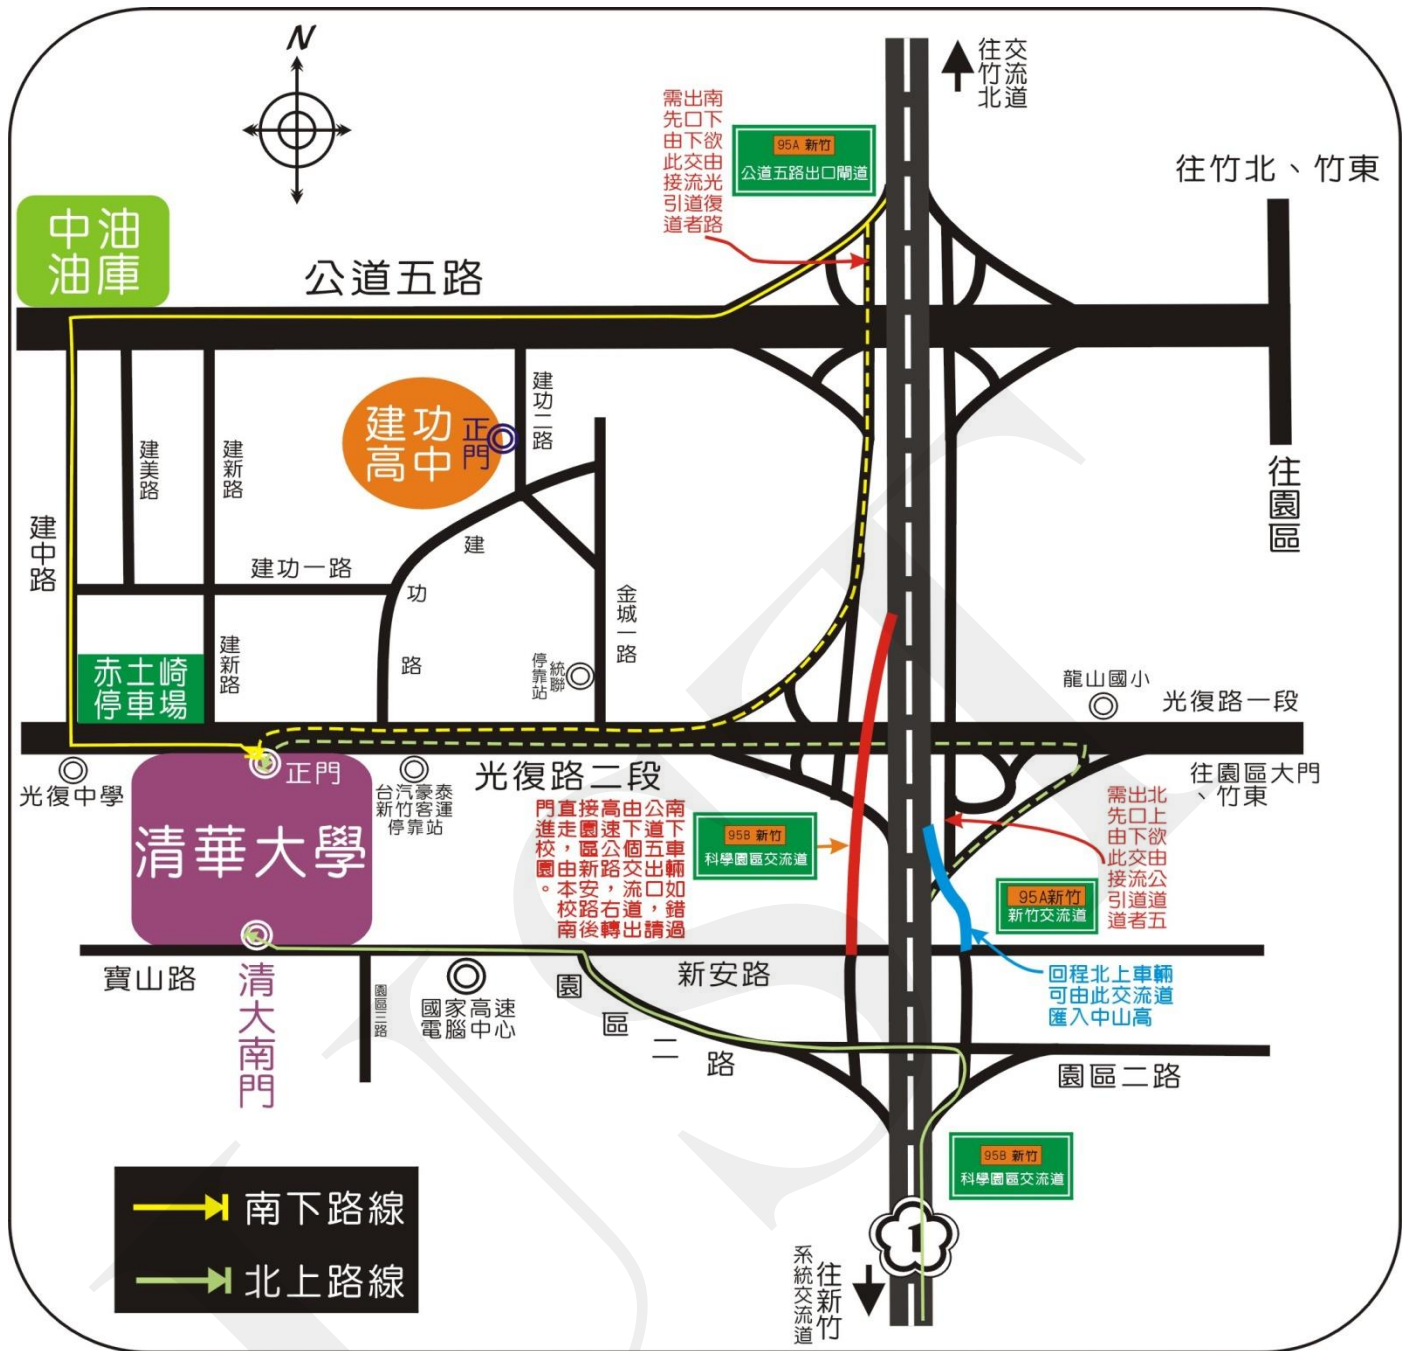 N
往竹北
交流道
南下欲由光復路
出口下交流道者
需先由此接引道
95A 新竹
公道五路出口閘道
往竹北、竹東
中油
油庫
公道五路
建功
高中
正門
建功二路
建美路
建新路
建中路
往園區
建功一路
建
功
路
金城一路
赤土崎
停車場
建新路
統聯
停靠站
龍山國小
光復路一段
正門
光復中學
台汽豪泰
新竹客運
停靠站
光復路二段
往園區大門
、竹東
清華大學
南下車輛如錯過
公道五出口,請
由下個交流道出
高速公路,右轉
接園區新安路後
直走,由本校南
門進校園。
95B 新竹
科學園區交流道
北上欲由公道五
出口下交流道者
需先由此接引道
95A新竹
新竹交流道
寶山路
清大南門
園區三路
國家高速
電腦中心
新安路
園
區
二
路
回程北上車輛
可由此交流道
匯入中山高
園區二路
95B 新竹
科學園區交流道
南下路線
北上路線
1
往新竹
系統交流道